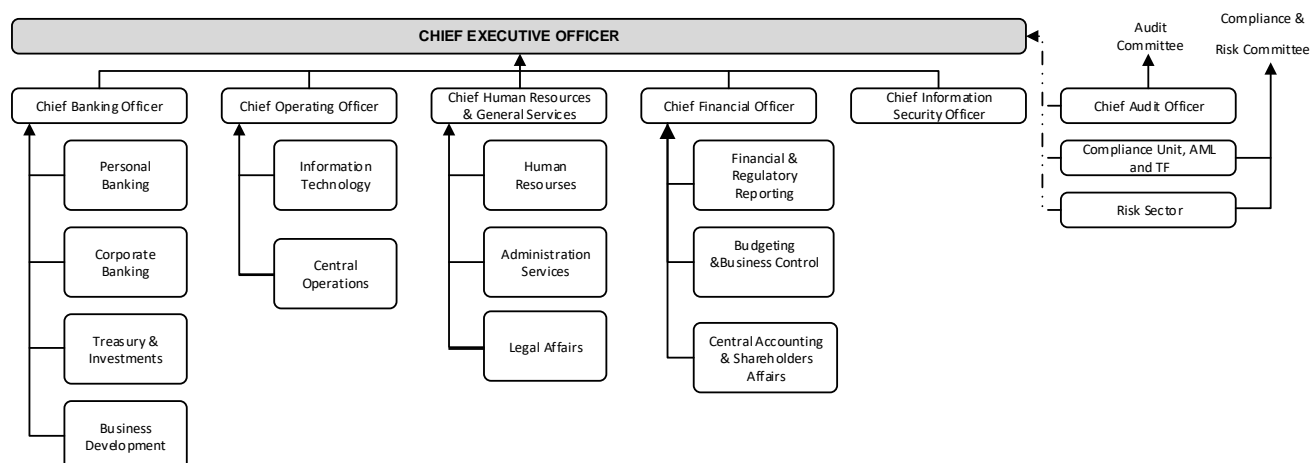 CHIEF EXECUTIVE OFFICER
Audit
Committee
Compliance &
Risk Committee
Chief Banking Officer
Chief Operating Officer
Chief Human Resources
& General Services
Chief Financial Officer
Chief Information
Security Officer
Chief Audit Officer
Compliance Unit, AML
and TF
Risk Sector
Personal
Banking
Corporate
Banking
Treasury &
Investments
Business
Development
Information
Technology
Central
Operations
Human
Resourses
Administration
Services
Legal Affairs
Financial &
Regulatory
Reporting
Budgeting
&Business Control
Central Accounting
& Shareholders
Affairs